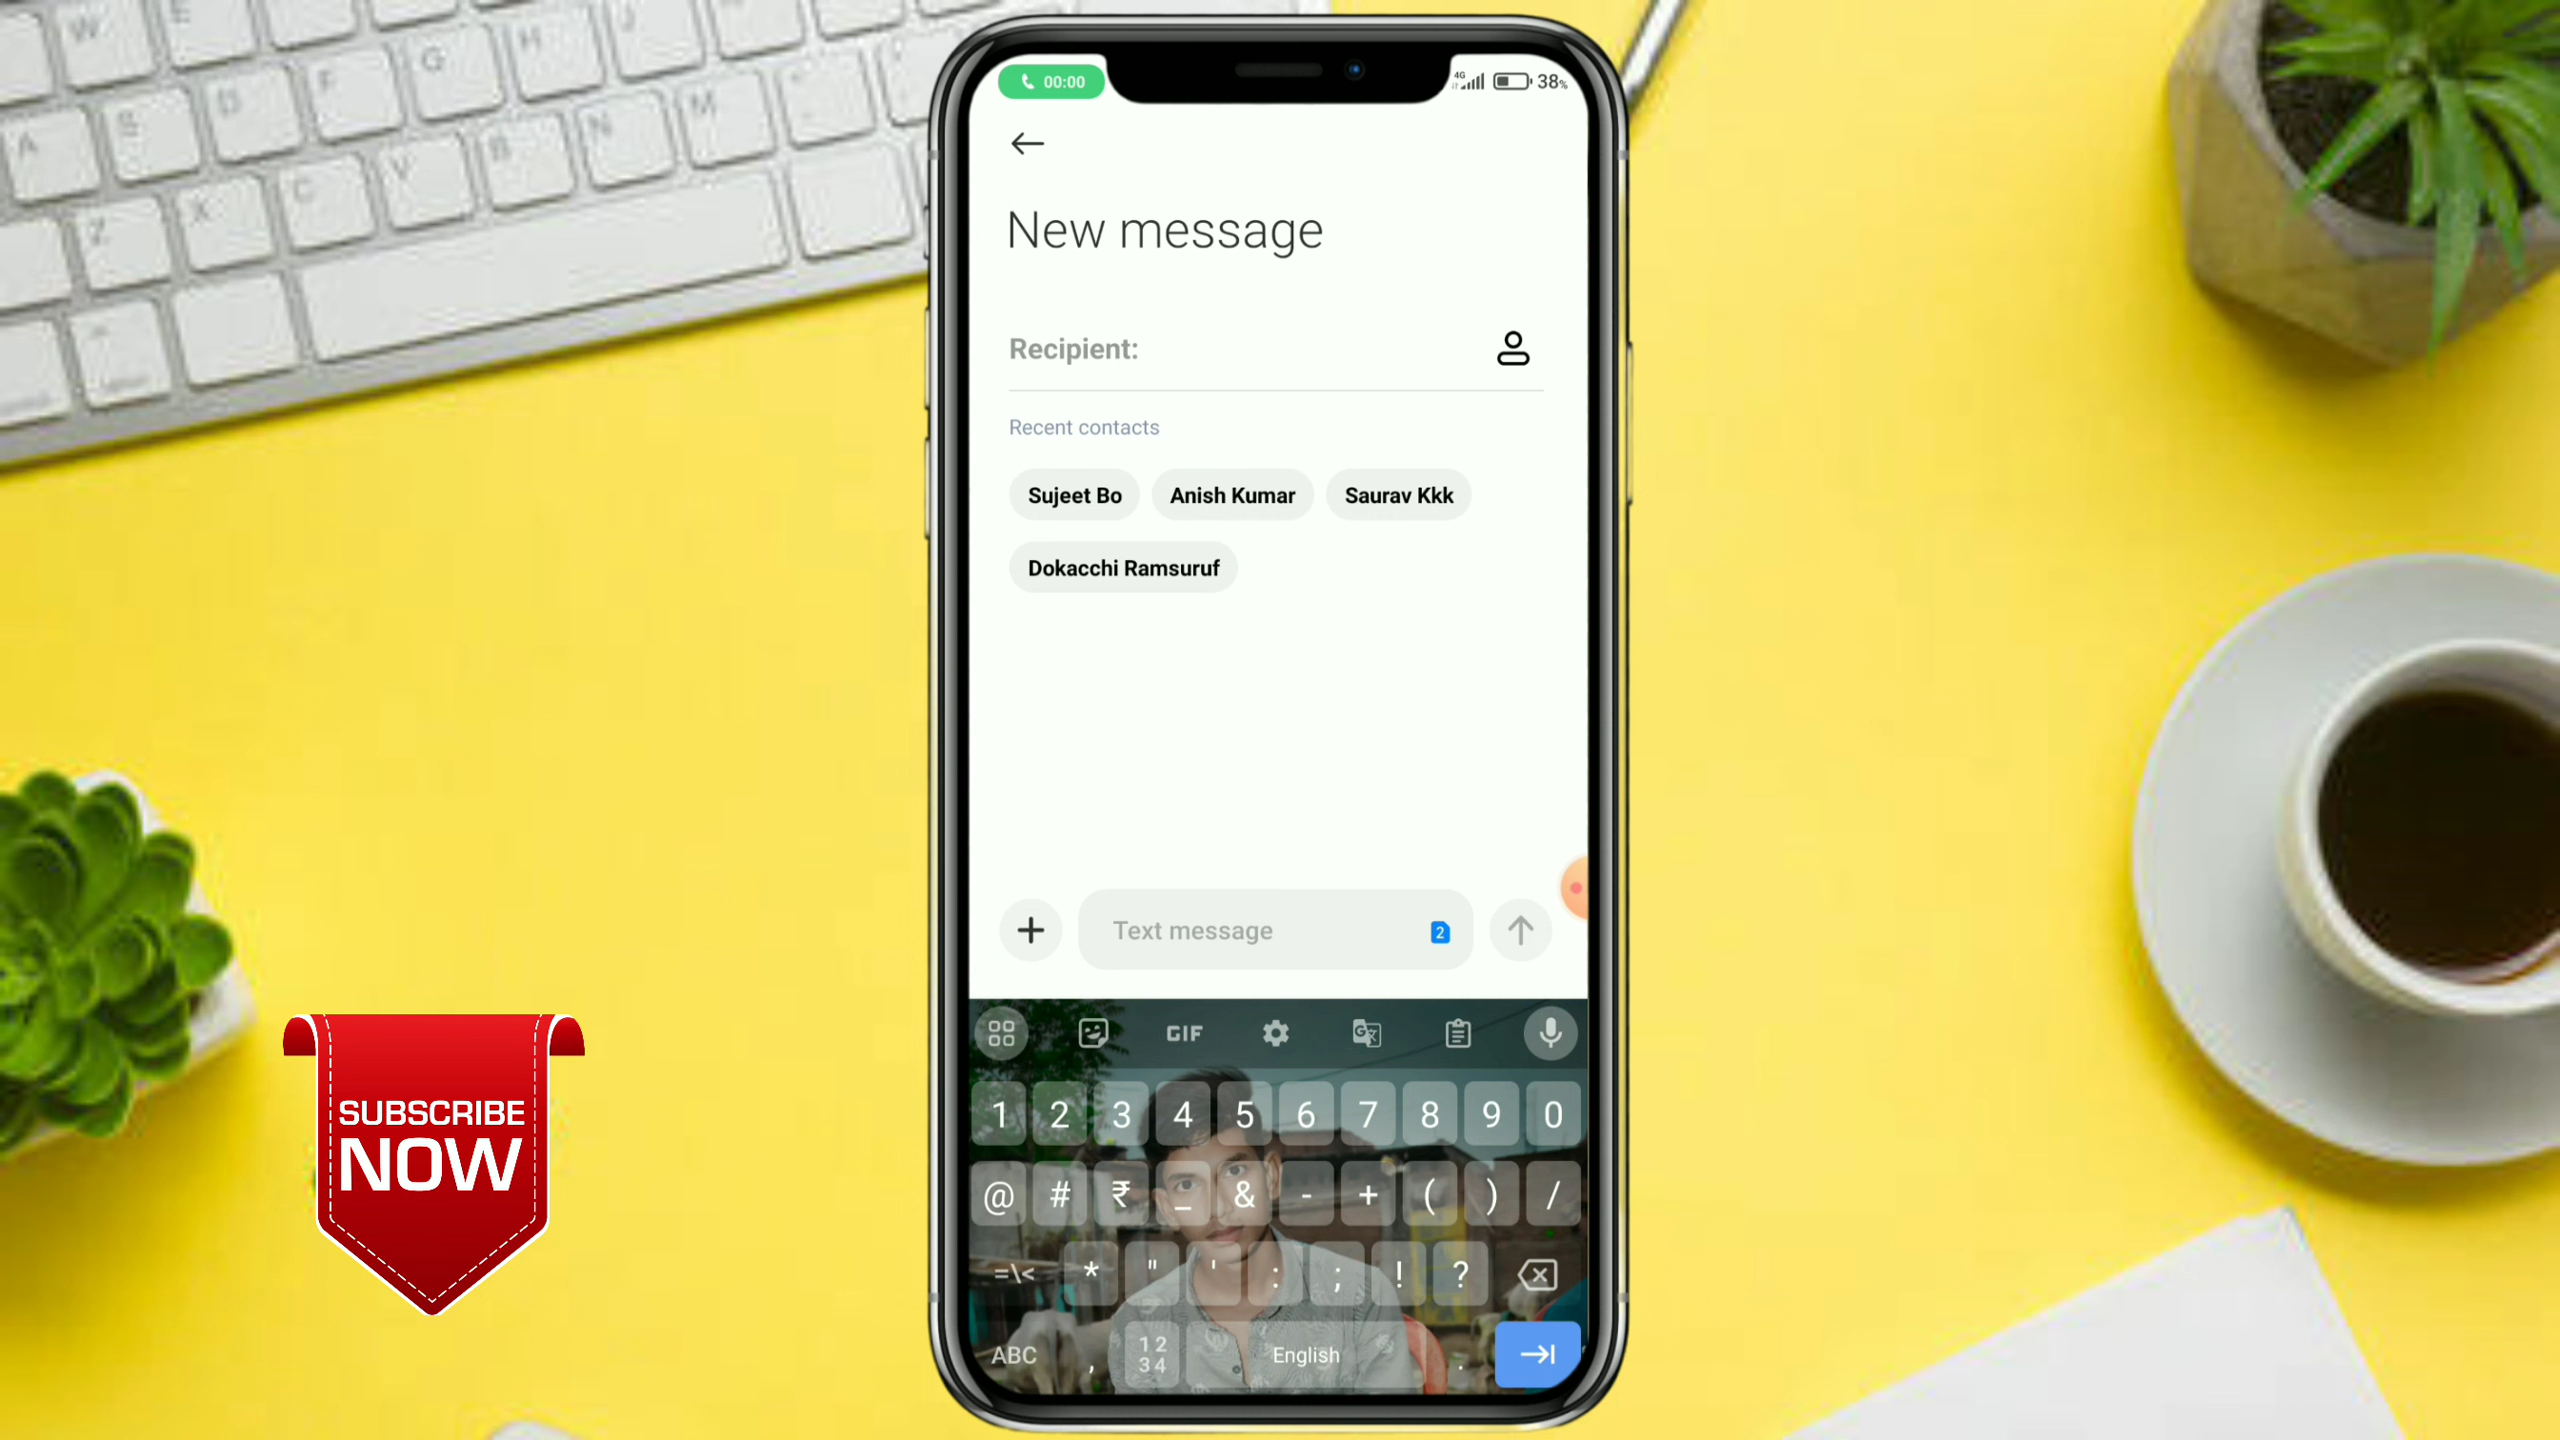 00:00
4G
38%
New message
Recipient:
Recent contacts
Sujeet Bo
Anish Kumar
Saurav Kkk
Dokacchi Ramsuruf
Text message
2
GIF
1 2 3 4 5 6 7 8 9 0
@ # ₹ _ & - + ( ) /
=\< * " ' : ; ! ?
ABC , 12 34 English .
SUBSCRIBE
NOW
W E G H J
A S D F B N M
Z X C V